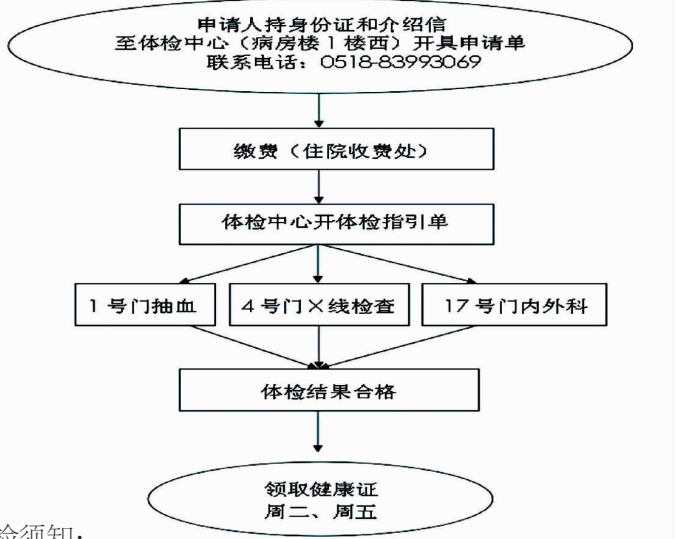 申请人持身份证和介绍信
至体检中心（病房楼1楼西）开具申请单
联系电话：0518-83993069
缴费（住院收费处）
体检中心开体检指引单
1号门抽血
4号门X线检查
17号门内外科
体检结果合格
领取健康证
周二、周五
检须知：